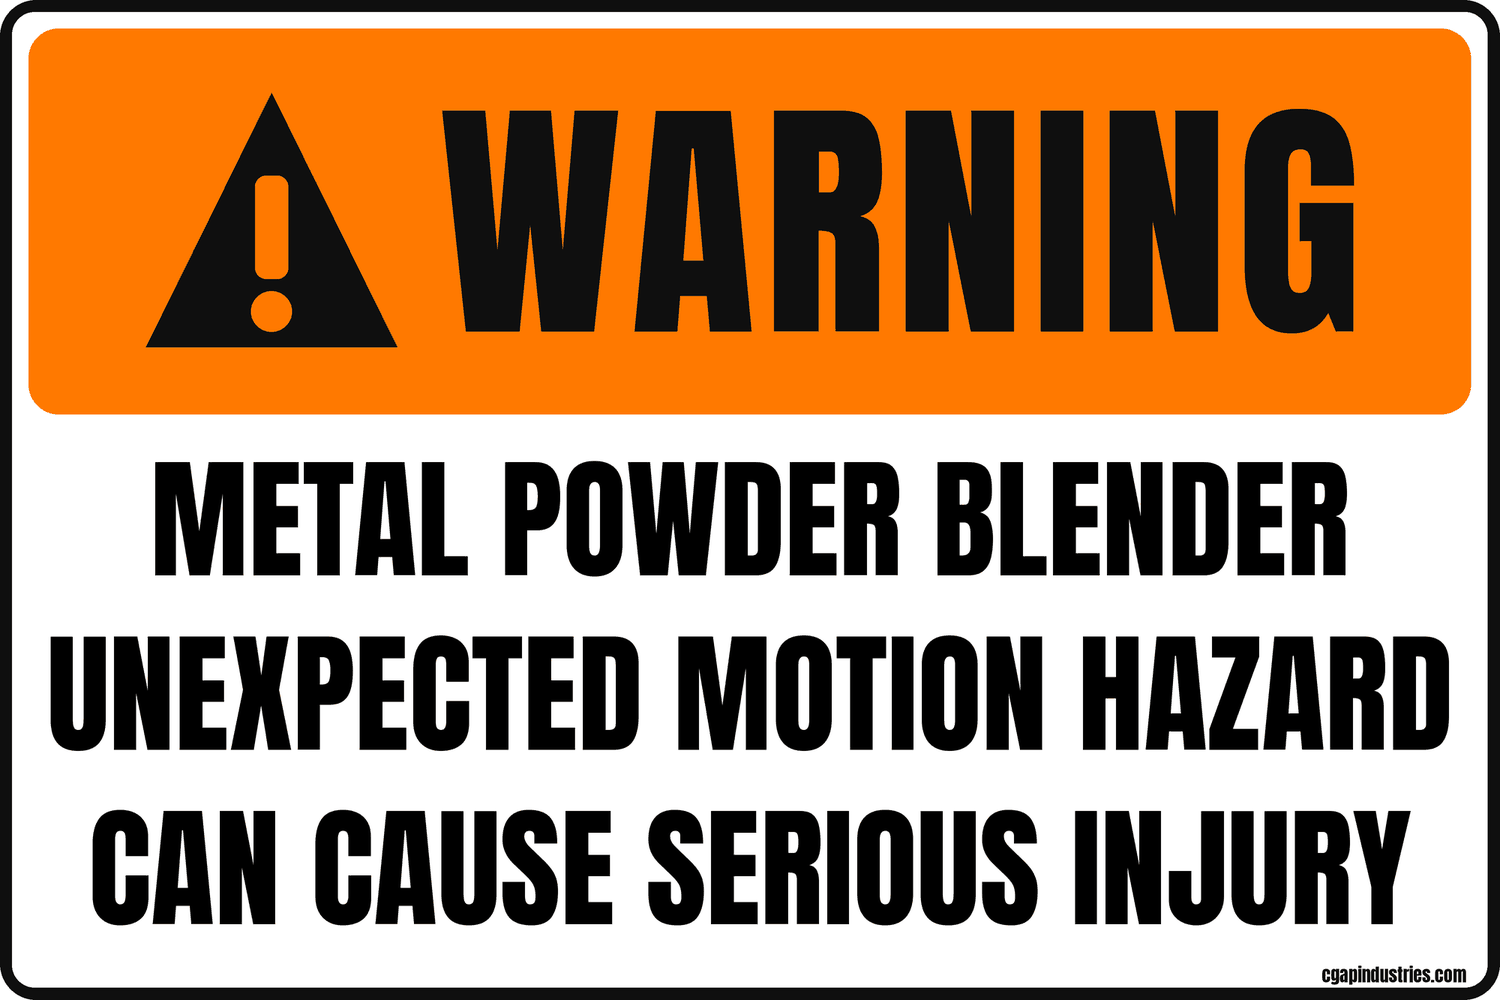 WARNING
METAL POWDER BLENDER
UNEXPECTED MOTION HAZARD
CAN CAUSE SERIOUS INJURY
cgapindustries.com